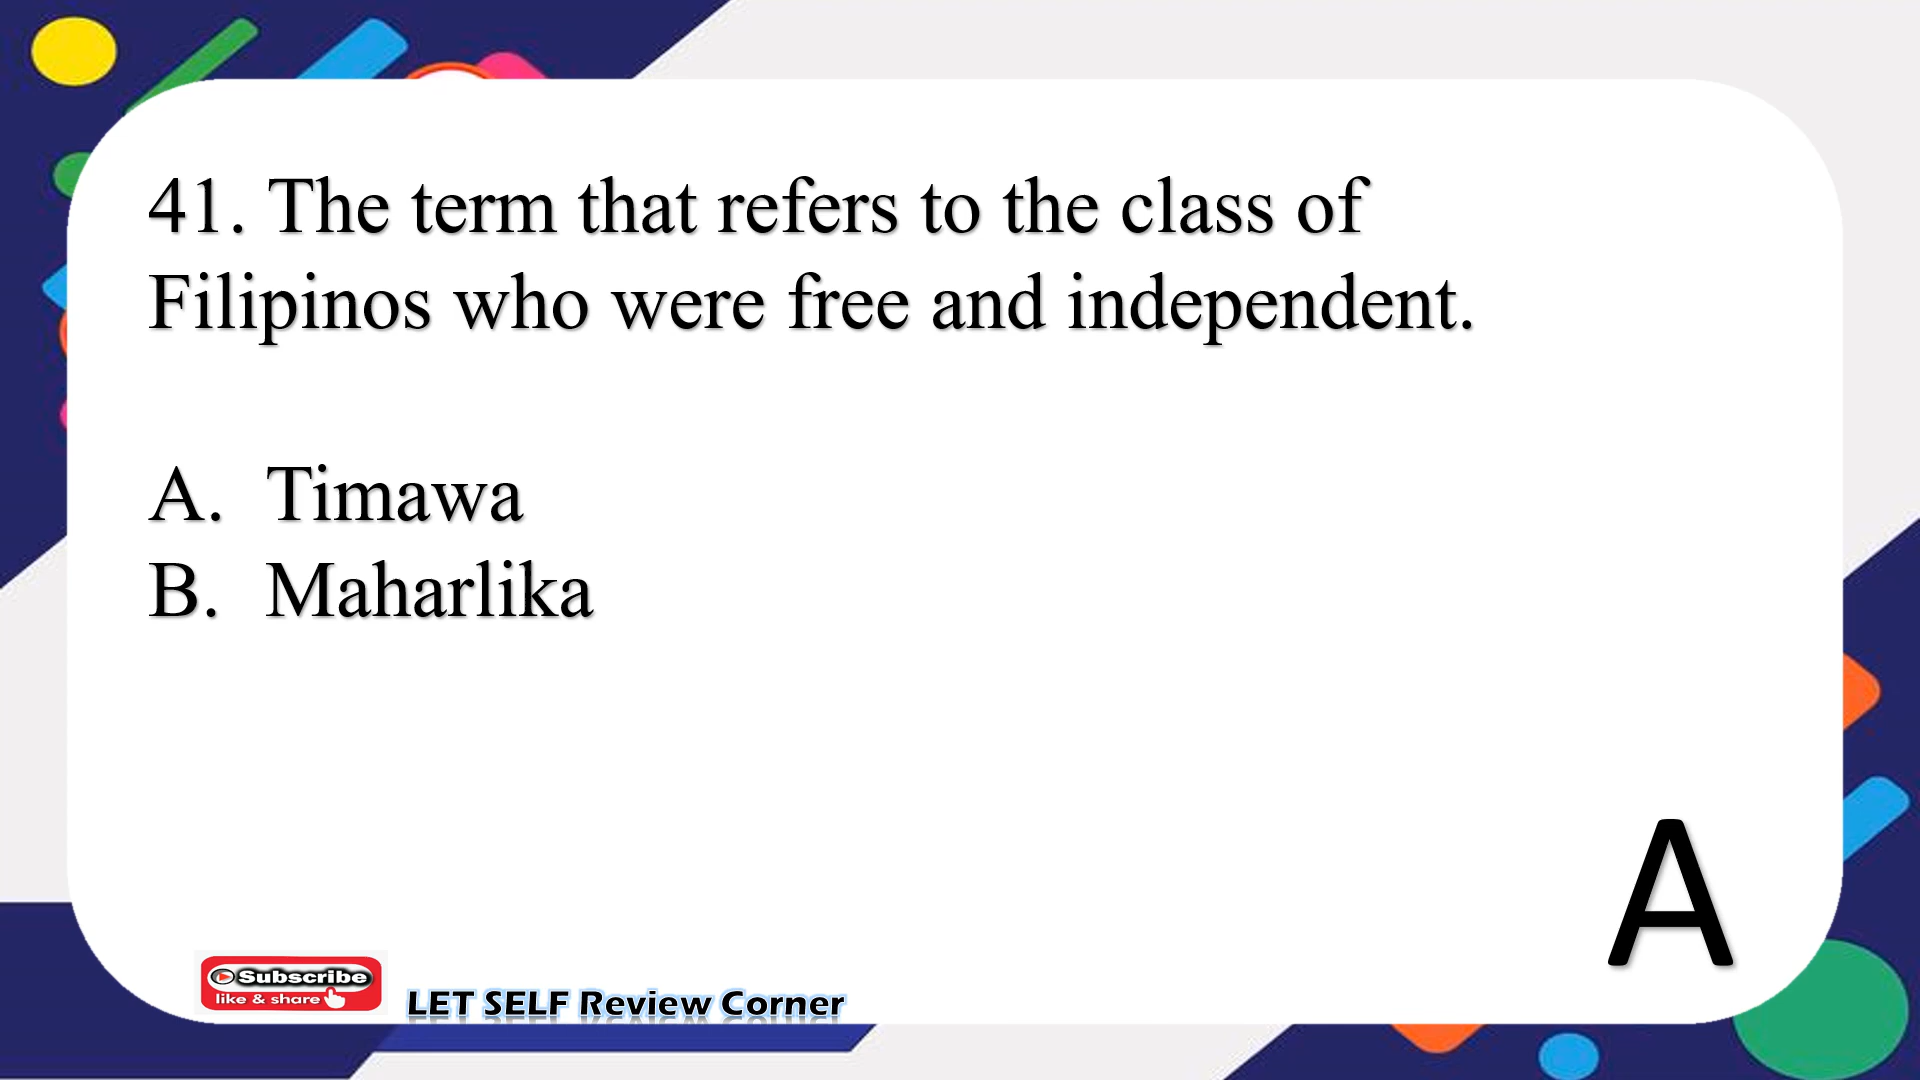 41. The term that refers to the class of
Filipinos who were free and independent.
A. Timawa
B. Maharlika
A
Subscribe
like & share
LET SELF Review Corner